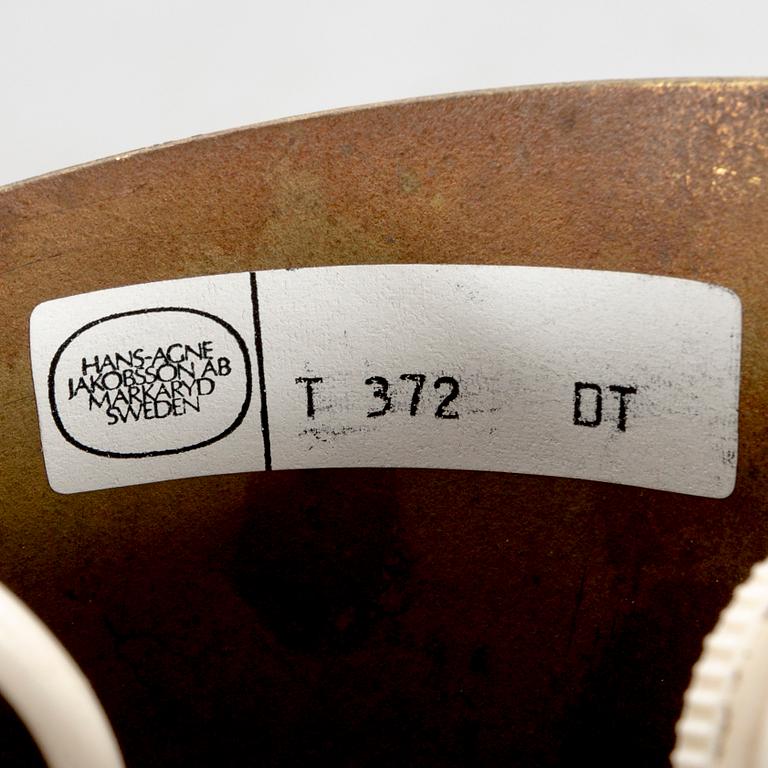 HANS-AGNE
JAKOBSSON AB
MARKARYD
SWEDEN
T 372 DT